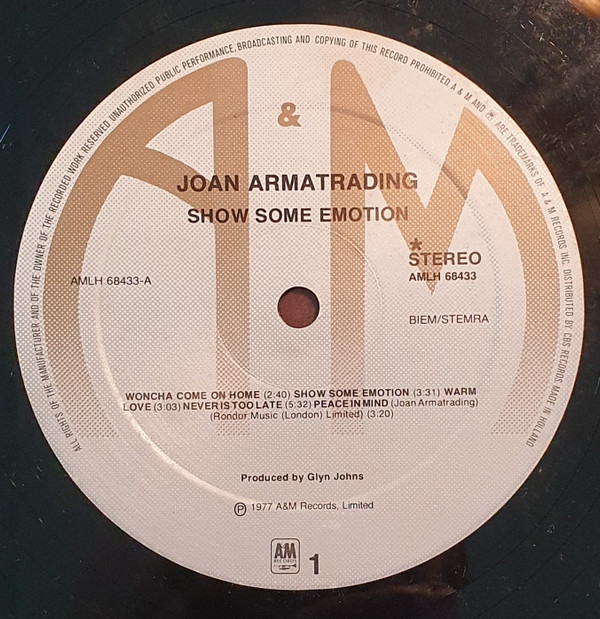 ALL RIGHTS OF THE MANUFACTURER AND OF THE OWNER OF THE RECORDED WORK RESERVED UNAUTHORIZED PUBLIC PERFORMANCE, BROADCASTING AND COPYING OF THIS RECORD PROHIBITED. A & M AND ARE TRADEMARKS OF A & M RECORDS INC. DISTRIBUTED BY: CBS RECORDS. MADE IN HOLLAND
A & M
JOAN ARMATRADING
SHOW SOME EMOTION
*
STEREO
AMLH 68433-A
AMLH 68433
BIEM/STEMRA
WONCHA COME ON HOME (2:40) SHOW SOME EMOTION (3:31) WARM
LOVE (3:03) NEVER IS TOO LATE (5:32) PEACE IN MIND (Joan Armatrading)
(Rondor Music (London) Limited) (3:20)
Produced by Glyn Johns
Ⓟ 1977 A&M Records, Limited
A&M
RECORDS
1